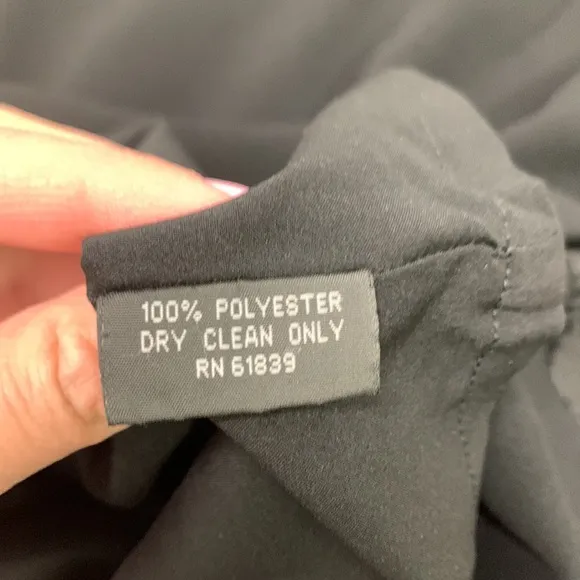 100% POLYESTER
DRY CLEAN ONLY
RN 61839